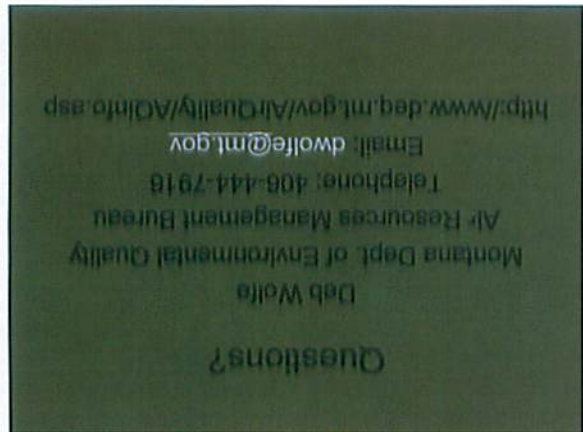 Questions?
Deb Wolfe
Montana Dept. of Environmental Quality
Air Resources Management Bureau
Telephone: 406-444-7916
Email: dwolfe@mt.gov
http://www.deq.mt.gov/AirQuality/AQinfo.asp